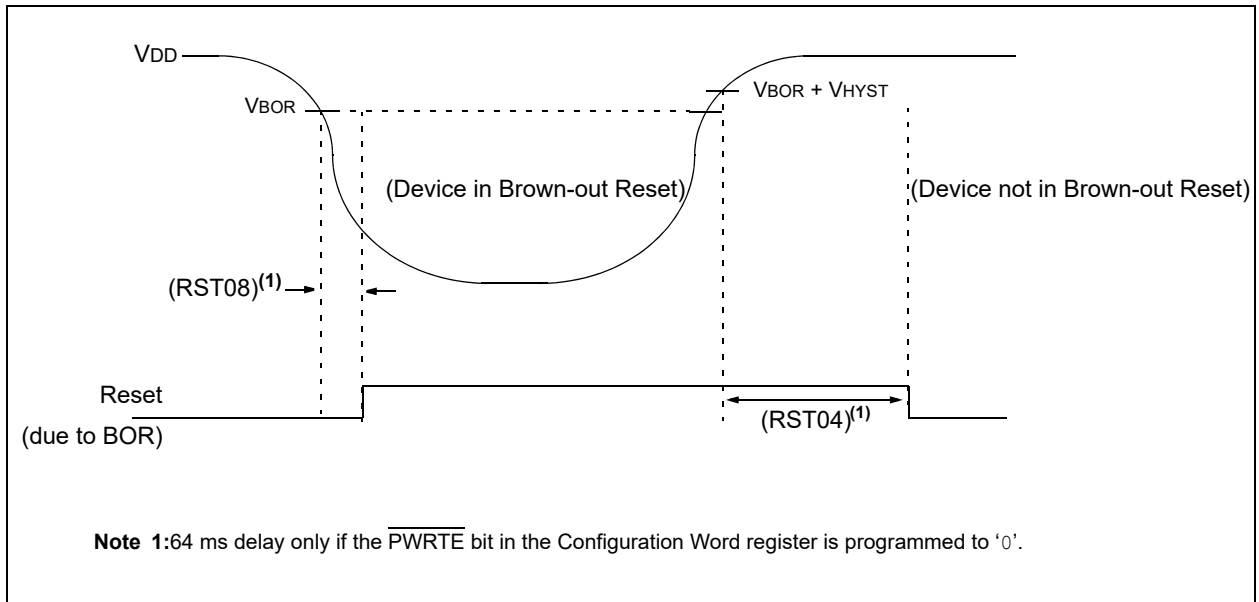 VDD
VBOR
VBOR + VHYST
(Device in Brown-out Reset)
(Device not in Brown-out Reset)
(RST08)(1)
Reset
(due to BOR)
(RST04)(1)
Note 1:64 ms delay only if the PWRTE bit in the Configuration Word register is programmed to ‘0’.